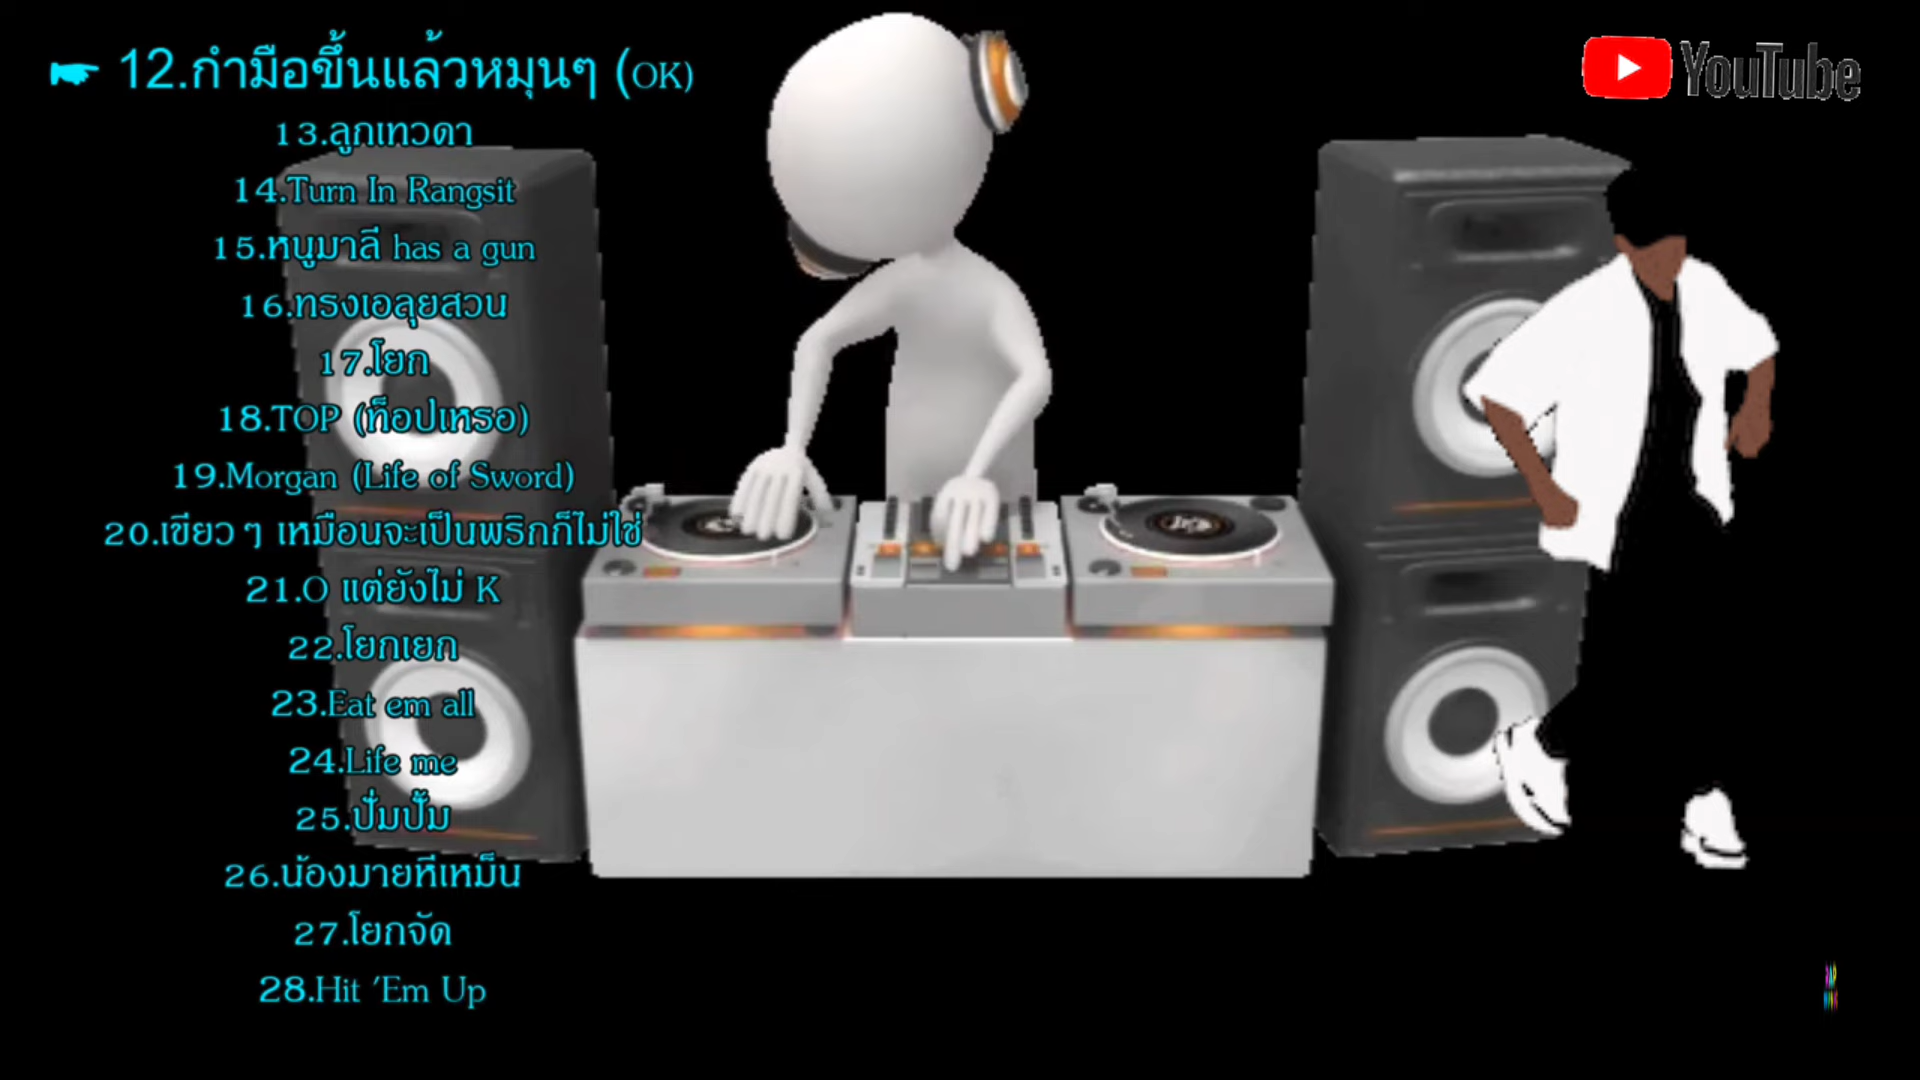 ☛ 12.กำมือขึ้นแล้วหมุนๆ (OK)
13.ลูกเทวดา
14.Turn In Rangsit
15.หนูมาลี has a gun
16.ทรงเอลุยสวน
17.โยก
18.TOP (ท็อปเหรอ)
19.Morgan (Life of Sword)
20.เขียวๆ เหมือนจะเป็นพริกก็ไม่ใช่
21.O แต่ยังไม่ K
22.โยกเยก
23.Eat em all
24.Life me
25.ปั่มปั๊ม
26.น้องมายหีเหม็น
27.โยกจัด
28.Hit 'Em Up
YouTube